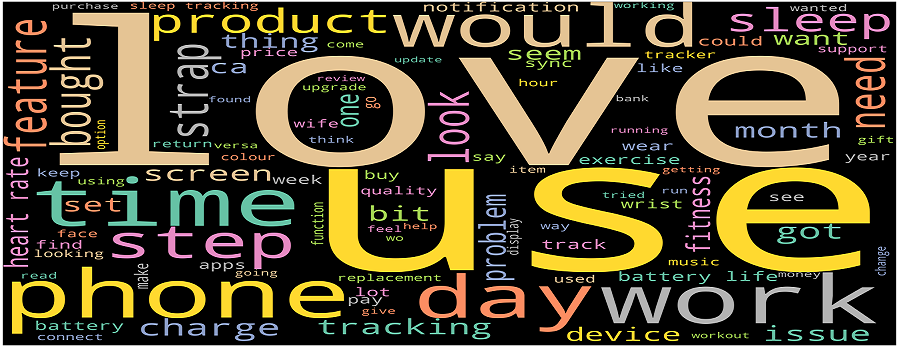 purchase
sleep tracking
notification
working
wanted
product
would
sleep
thing
price
come
seem
sync
could
want
support
feature
bought
strap
ca
love
update
tracker
like
need
review
upgrade
hour
found
one
go
bank
option
wife
look
running
month
return
versa
think
wear
gift
colour
say
exercise
year
heart rate
keep
using
screen
week
buy
item
getting
time
set
quality
use
tried
run
fitness
see
function
bit
problem
wrist
face
feel
help
display
way
got
find
step
wo
track
looking
music
change
apps
make
going
read
replacement
used
battery life
money
phone
lot
pay
day
work
give
battery
charge
tracking
device
workout
issue
connect